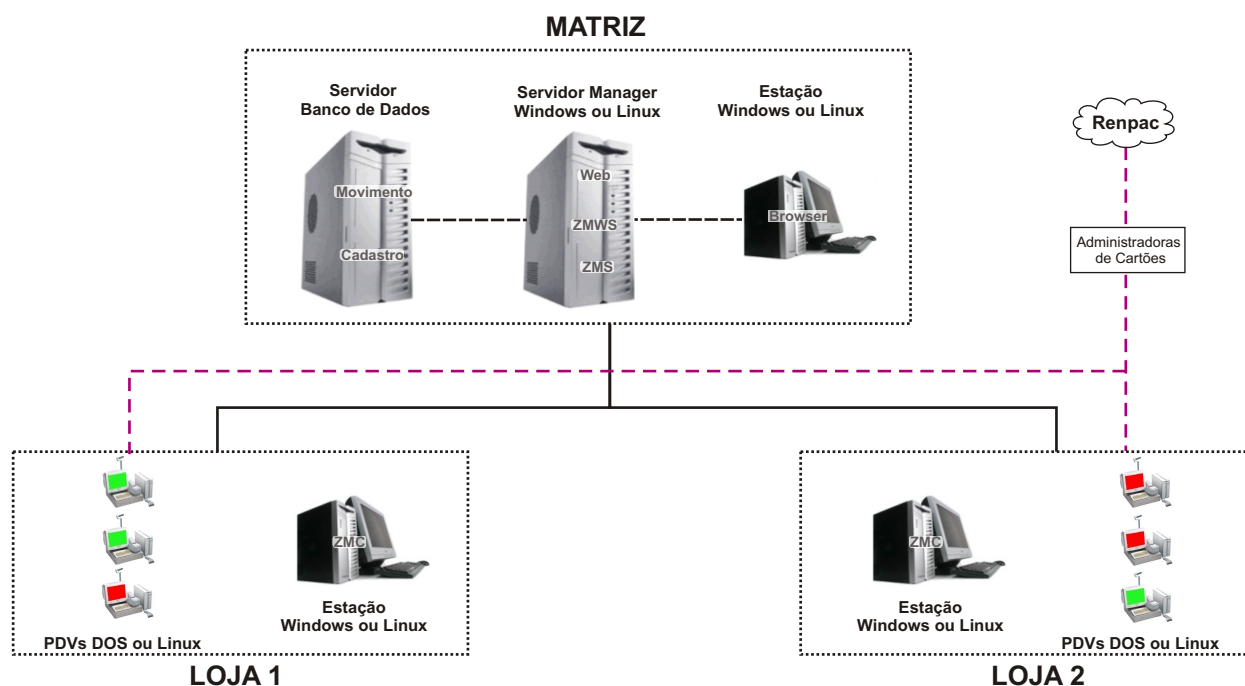 MATRIZ
Servidor
Banco de Dados
Servidor Manager
Windows ou Linux
Estação
Windows ou Linux
Renpac
Movimento
Cadastro
Web
ZMWS
ZMS
Browser
Administradoras
de Cartões
ZMC
Estação
Windows ou Linux
PDVs DOS ou Linux
LOJA 1
ZMC
Estação
Windows ou Linux
PDVs DOS ou Linux
LOJA 2